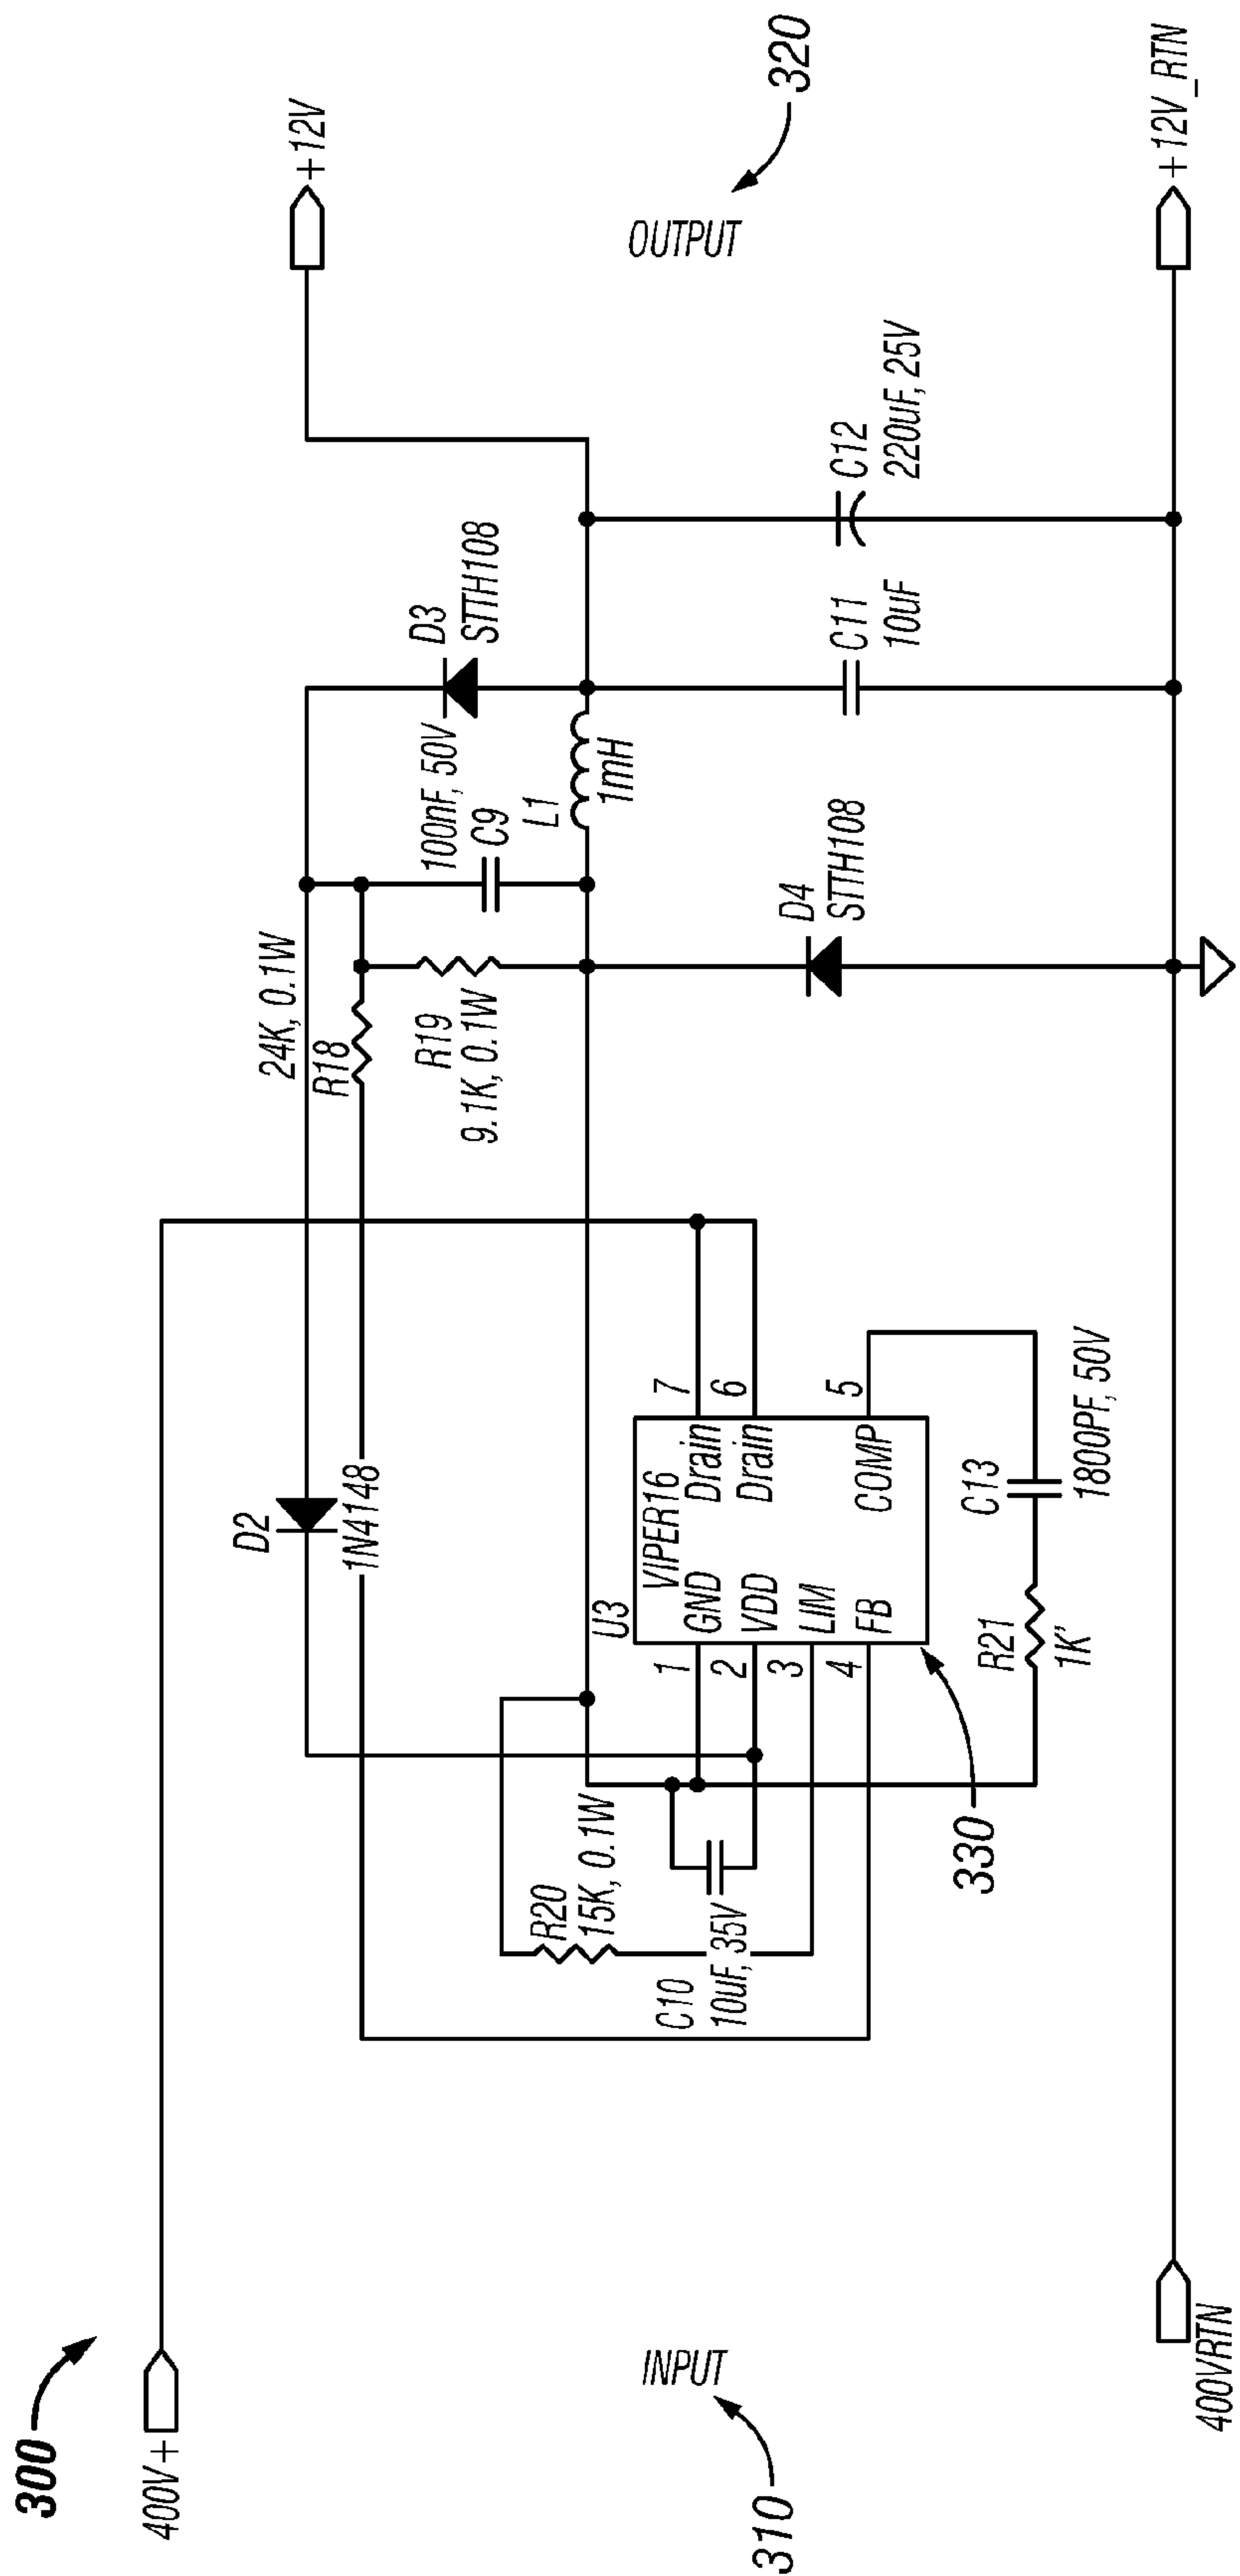 300
400V+
INPUT
310
400VRTN
D2
1N4148
24K, 0.1W
R18
R19
9.1K, 0.1W
100nF, 50V
C9
L1
1mH
D3
STTH108
+12V
OUTPUT
320
R20
15K, 0.1W
C10
10uF, 35V
U3
VIPER16
1
GND
Drain
7
2
VDD
Drain
6
3
LIM
4
FB
COMP
5
330
R21
1K'
C13
1800PF, 50V
D4
STTH108
C11
10uF
C12
220uF, 25V
+12V_RTN